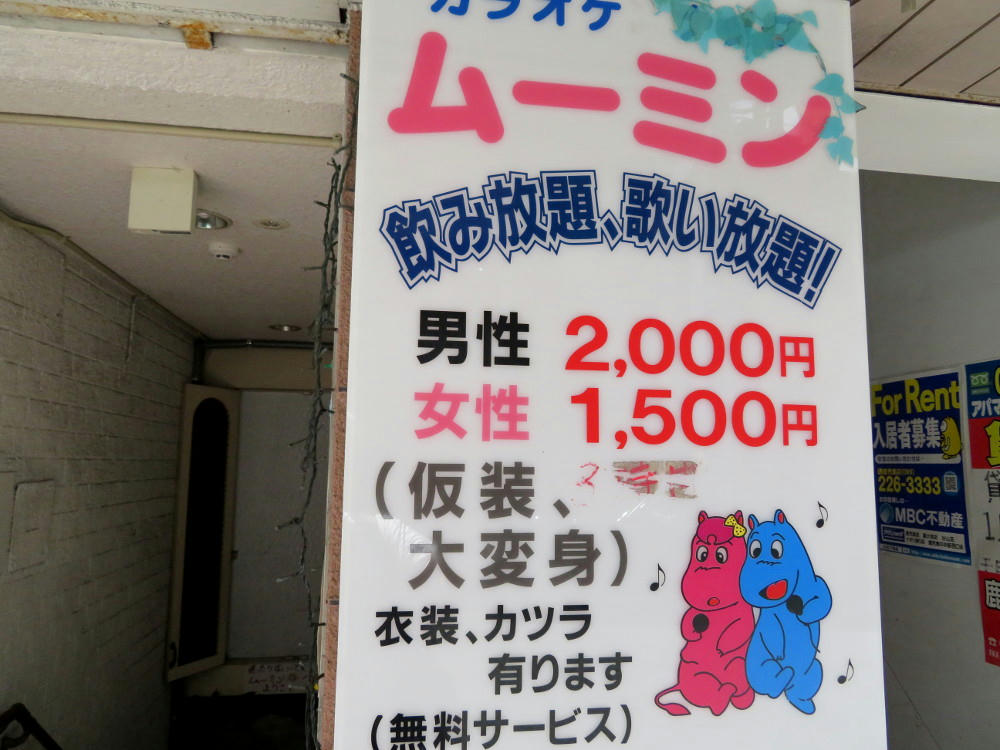 カラオケ
ムーミン
飲み放題、歌い放題!
男性 2,000円
女性 1,500円
(仮装、
大変身)
衣装、カツラ
有ります
(無料サービス)
For Rent
入居者募集
226-3333
MBC不動産
アパマ